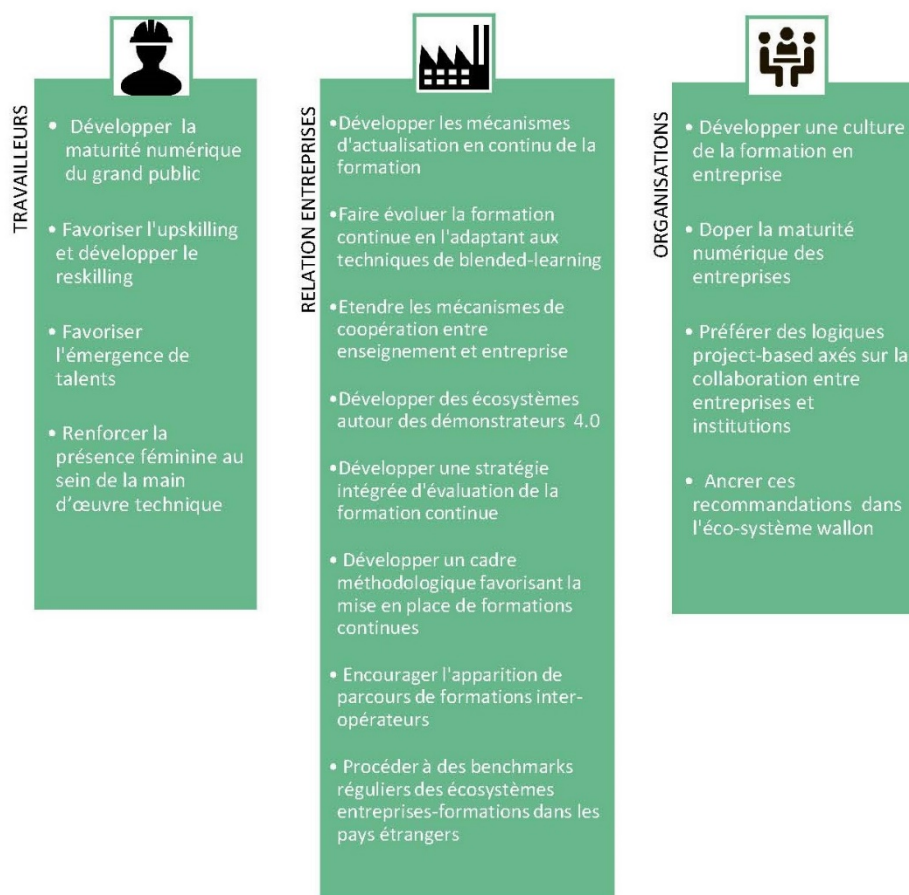 TRAVAILLEURS
• Développer la
maturité numérique
du grand public
• Favoriser l'upskilling
et développer le
reskilling
• Favoriser
l'émergence de
talents
• Renforcer la
présence féminine au
sein de la main
d’œuvre technique
RELATION ENTREPRISES
•Développer les mécanismes
d'actualisation en continu de la
formation
•Faire évoluer la formation
continue en l'adaptant aux
techniques de blended-learning
•Etendre les mécanismes de
coopération entre
enseignement et entreprise
•Développer des écosystèmes
autour des démonstrateurs 4.0
•Développer une stratégie
intégrée d'évaluation de la
formation continue
• Développer un cadre
méthodologique favorisant la
mise en place de formations
continues
• Encourager l'apparition de
parcours de formations inter-
opérateurs
• Procéder à des benchmarks
réguliers des écosystèmes
entreprises-formations dans les
pays étrangers
ORGANISATIONS
• Développer une culture
de la formation en
entreprise
• Doper la maturité
numérique des
entreprises
• Préférer des logiques
project-based axés sur la
collaboration entre
entreprises et
institutions
• Ancrer ces
recommandations dans
l'éco-système wallon